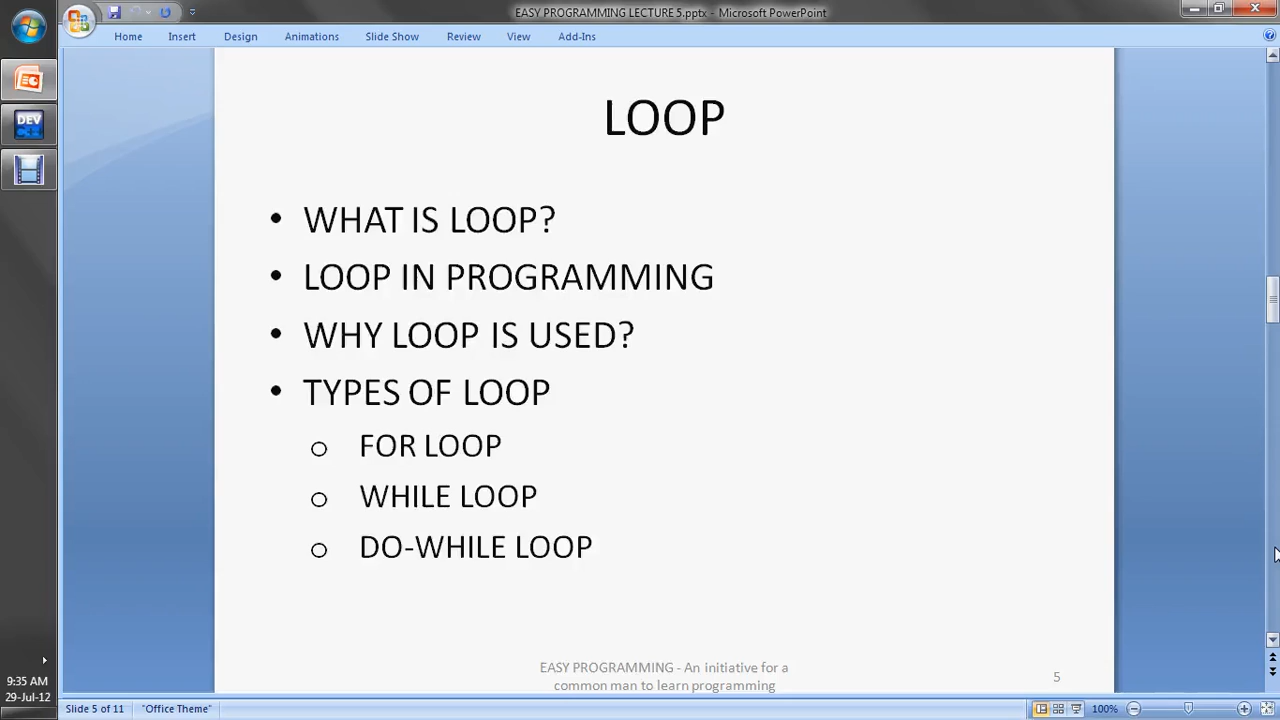 EASY PROGRAMMING LECTURE 5.pptx - Microsoft PowerPoint
Home Insert Design Animations Slide Show Review View Add-Ins
DEV
C++
LOOP
• WHAT IS LOOP?
• LOOP IN PROGRAMMING
• WHY LOOP IS USED?
• TYPES OF LOOP
o FOR LOOP
o WHILE LOOP
o DO-WHILE LOOP
EASY PROGRAMMING - An initiative for a
common man to learn programming
5
9:35 AM
29-Jul-12
Slide 5 of 11 "Office Theme" 100%